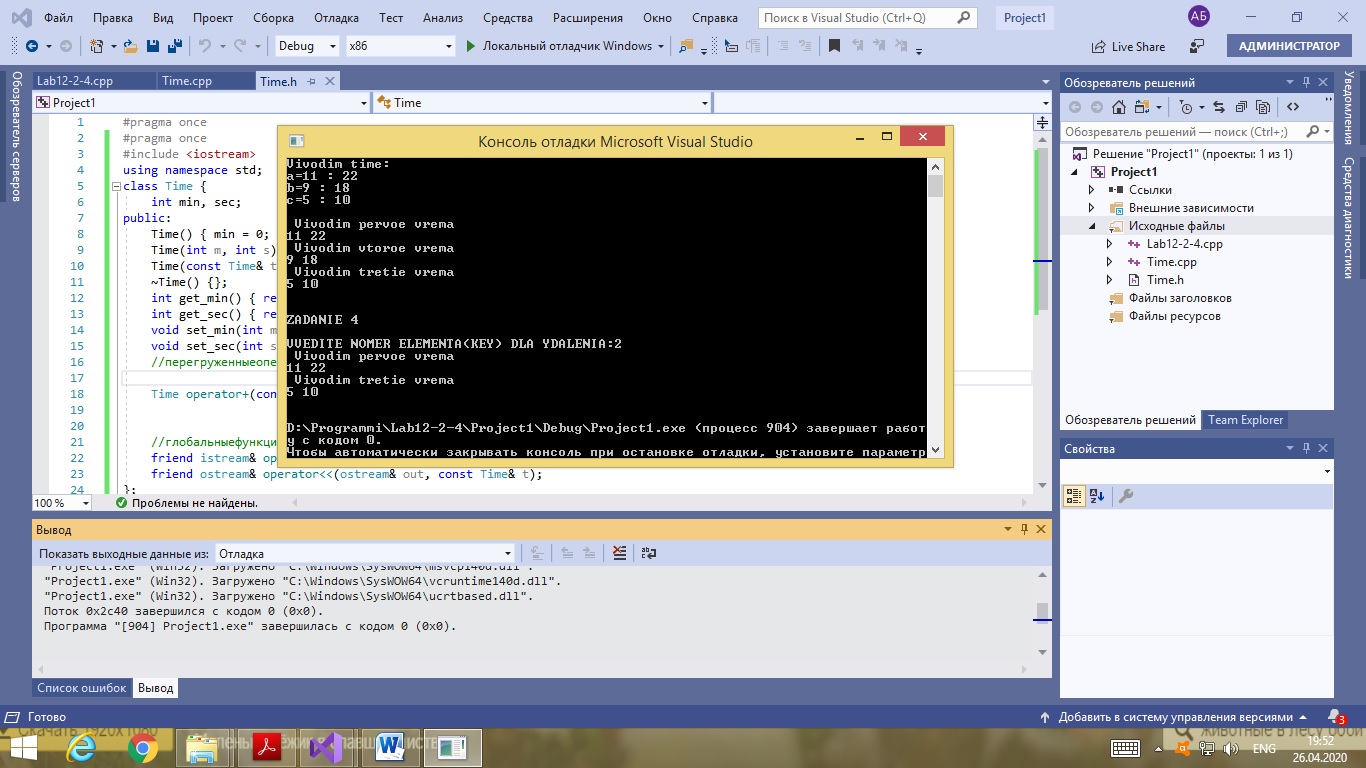 Файл Правка Вид Проект Сборка Отладка Тест Анализ Средства Расширения Окно Справка Поиск в Visual Studio (Ctrl+Q) Project1 АБ
Debug x86 Локальный отладчик Windows Live Share АДМИНИСТРАТОР
Обозреватель серверов
Lab12-2-4.cpp Time.cpp Time.h
Project1 Time
1 #pragma once
2 #pragma once
3 #include <iostream>
4 using namespace std;
5 class Time {
6 int min, sec;
7 public:
8 Time() { min = 0;
9 Time(int m, int s)
10 Time(const Time& t
11 ~Time() {};
12 int get_min() { re
13 int get_sec() { re
14 void set_min(int m
15 void set_sec(int s
16 //перегруженныеопе
17
18 Time operator+(con
19
20
21 //глобальныефункци
22 friend istream& op
23 friend ostream& operator<<(ostream& out, const Time& t);
24 };
100 % Проблемы не найдены.
Консоль отладки Microsoft Visual Studio
Vivodim time:
a=11 : 22
b=9 : 18
c=5 : 10
Vivodim pervoe vrema
11 22
Vivodim vtoroe vrema
9 18
Vivodim tretie vrema
5 10
ZADANIE 4
VVEDITE NOMER ELEMENTA(KEY) DLA YDALENIA:2
Vivodim pervoe vrema
11 22
Vivodim tretie vrema
5 10
D:\Programmi\Lab12-2-4\Project1\Debug\Project1.exe (процесс 904) завершает работ
у с кодом 0.
Чтобы автоматически закрывать консоль при остановке отладки, установите параметр
Обозреватель решений
Обозреватель решений — поиск (Ctrl+;)
Решение "Project1" (проекты: 1 из 1)
Project1
Ссылки
Внешние зависимости
Исходные файлы
Lab12-2-4.cpp
Time.cpp
Time.h
Файлы заголовков
Файлы ресурсов
Обозреватель решений Team Explorer
Свойства
Уведомления
Средства диагностики
Вывод
Показать выходные данные из: Отладка
"Project1.exe" (Win32). Загружено "C:\Windows\SysWOW64\msvcp140d.dll".
"Project1.exe" (Win32). Загружено "C:\Windows\SysWOW64\vcruntime140d.dll".
"Project1.exe" (Win32). Загружено "C:\Windows\SysWOW64\ucrtbased.dll".
Поток 0x2c40 завершился с кодом 0 (0x0).
Программа "[904] Project1.exe" завершилась с кодом 0 (0x0).
Список ошибок Вывод
Готово Добавить в систему управления версиями 3
Скачать 1920x1080
животные в лесу
ENG 19:52
26.04.2020